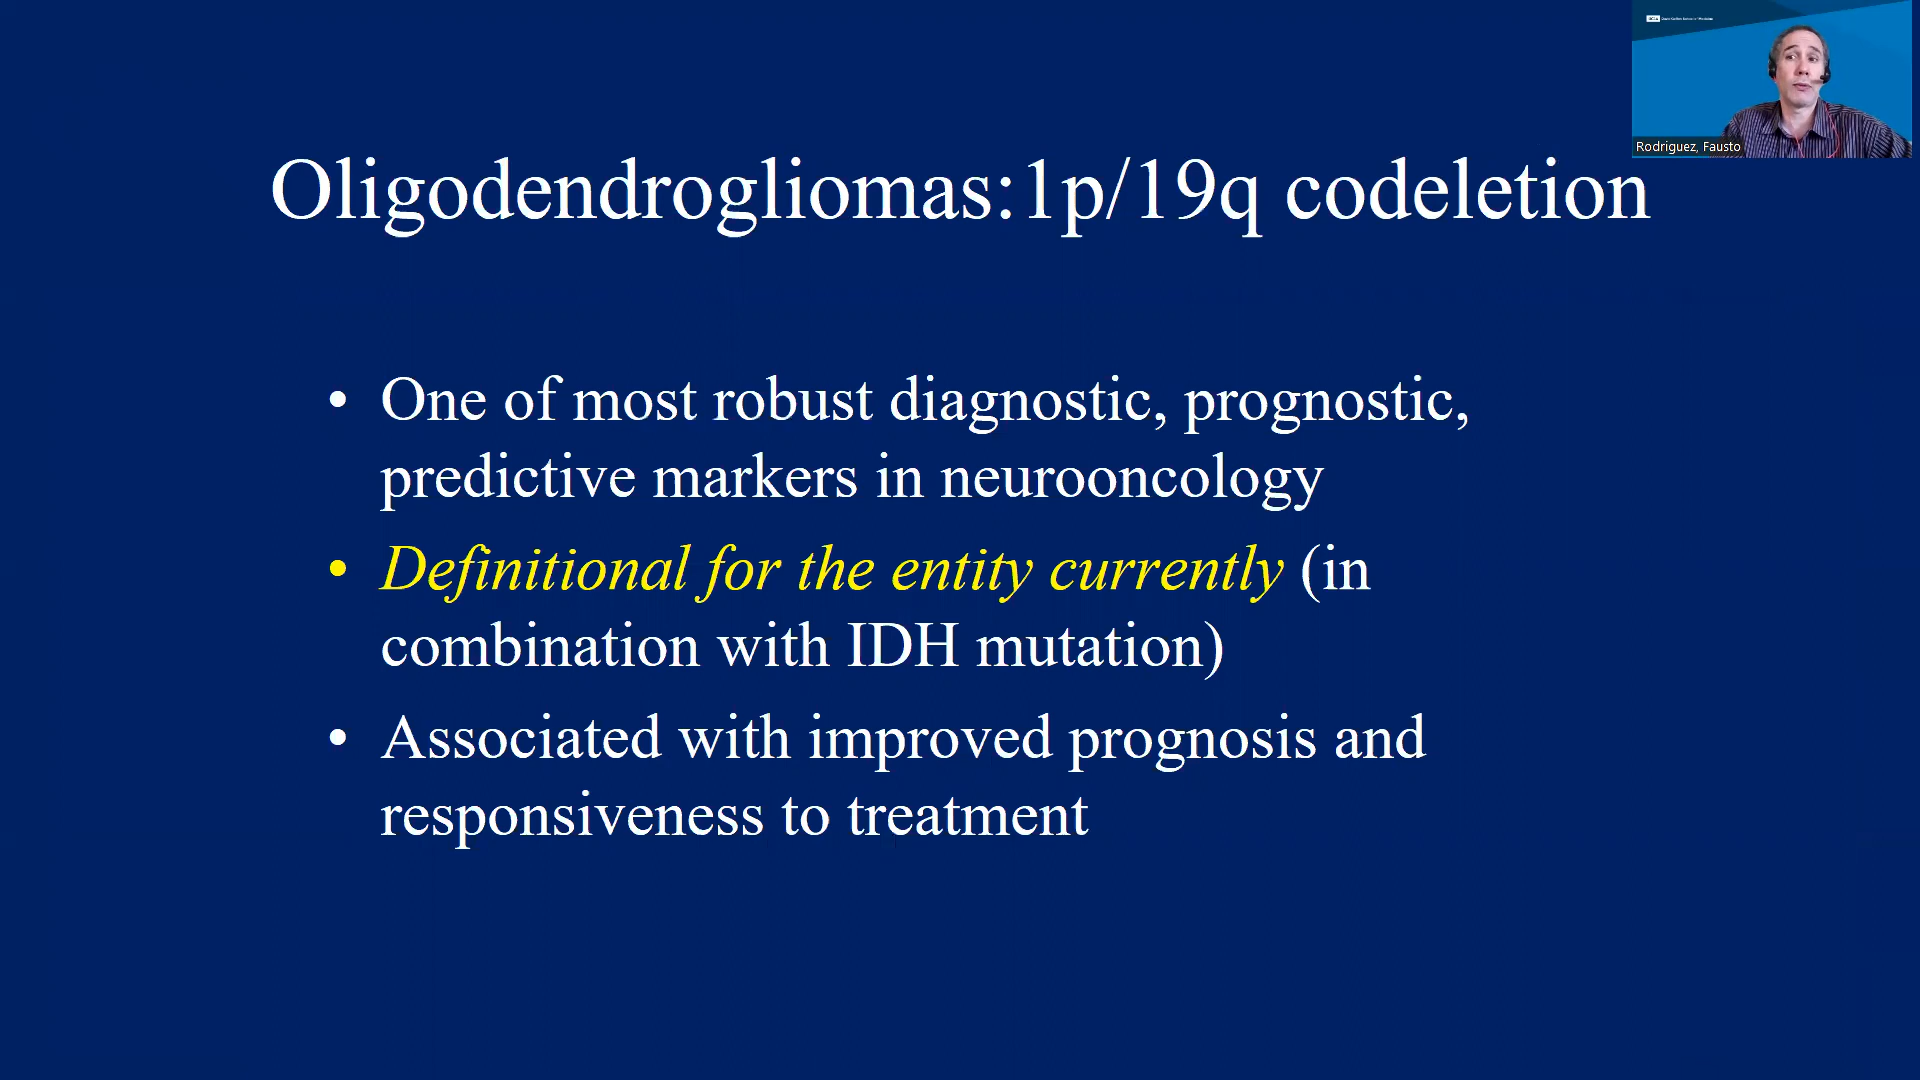 Oligodendrogliomas:1p/19q codeletion
• One of most robust diagnostic, prognostic,
predictive markers in neurooncology
• Definitional for the entity currently (in
combination with IDH mutation)
• Associated with improved prognosis and
responsiveness to treatment
Rodriguez, Fausto